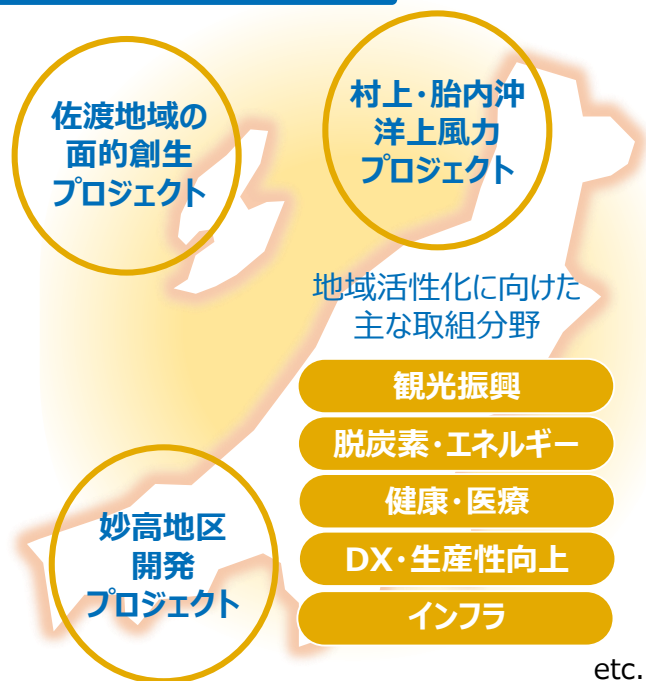 佐渡地域の
面的創生
プロジェクト
村上・胎内沖
洋上風力
プロジェクト
地域活性化に向けた
主な取組分野
観光振興
脱炭素・エネルギー
健康・医療
DX・生産性向上
インフラ
妙高地区
開発
プロジェクト
etc.